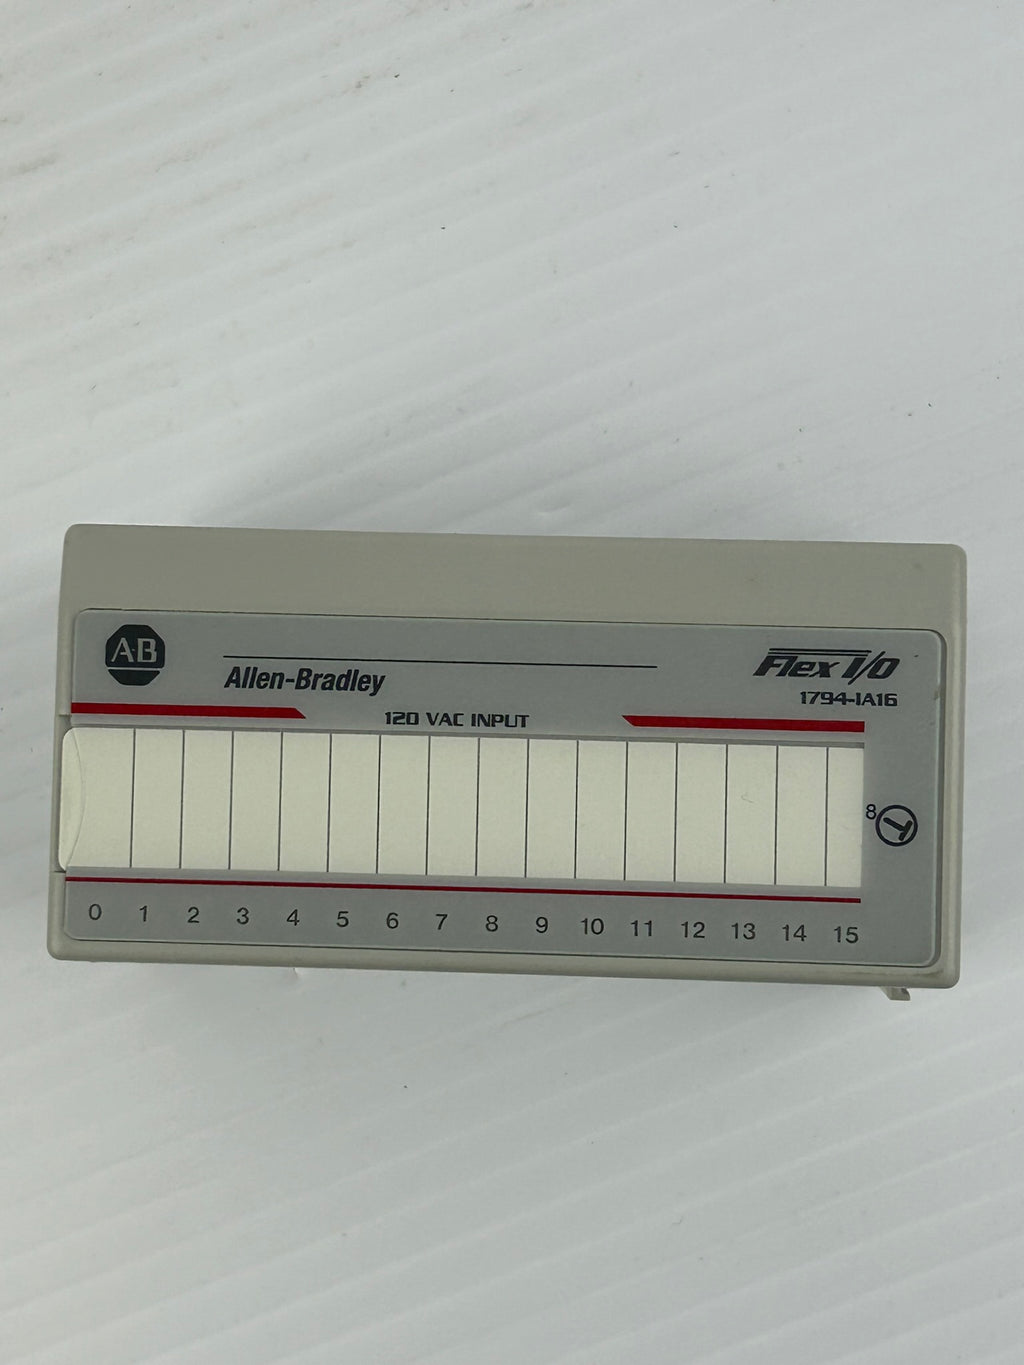 AB
Allen-Bradley
Flex I/O
1794-IA16
120 VAC INPUT
8
0 1 2 3 4 5 6 7 8 9 10 11 12 13 14 15